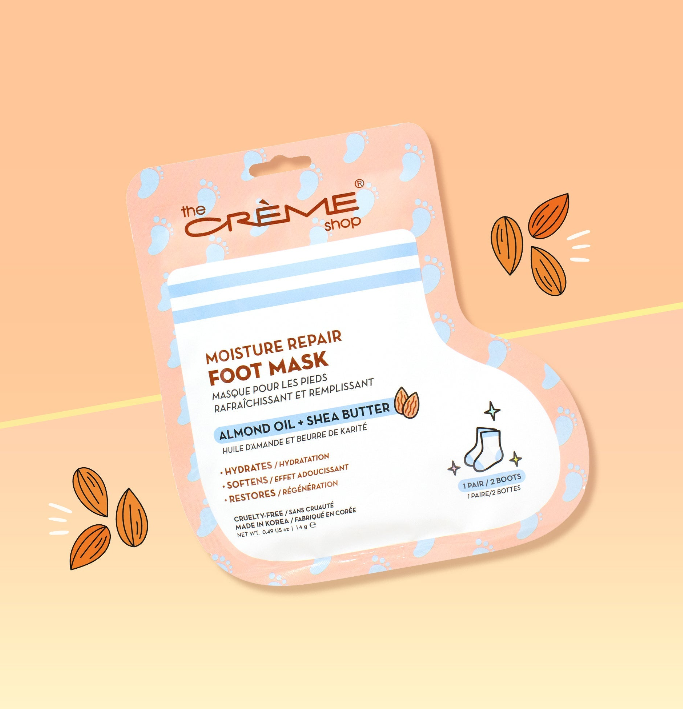 the
CRÈME®
shop
MOISTURE REPAIR
FOOT MASK
MASQUE POUR LES PIEDS
RAFRAÎCHISSANT ET REMPLISSANT
ALMOND OIL + SHEA BUTTER
HUILE D'AMANDE ET BEURRE DE KARITÉ
• HYDRATES / HYDRATATION
• SOFTENS / EFFET ADOUCISSANT
• RESTORES / RÉGÉNÉRATION
CRUELTY-FREE / SANS CRUAUTÉ
MADE IN KOREA / FABRIQUÉ EN CORÉE
NET WT. 0.49 US oz | 14 g ℮
1 PAIR / 2 BOOTS
1 PAIRE/2 BOTTES